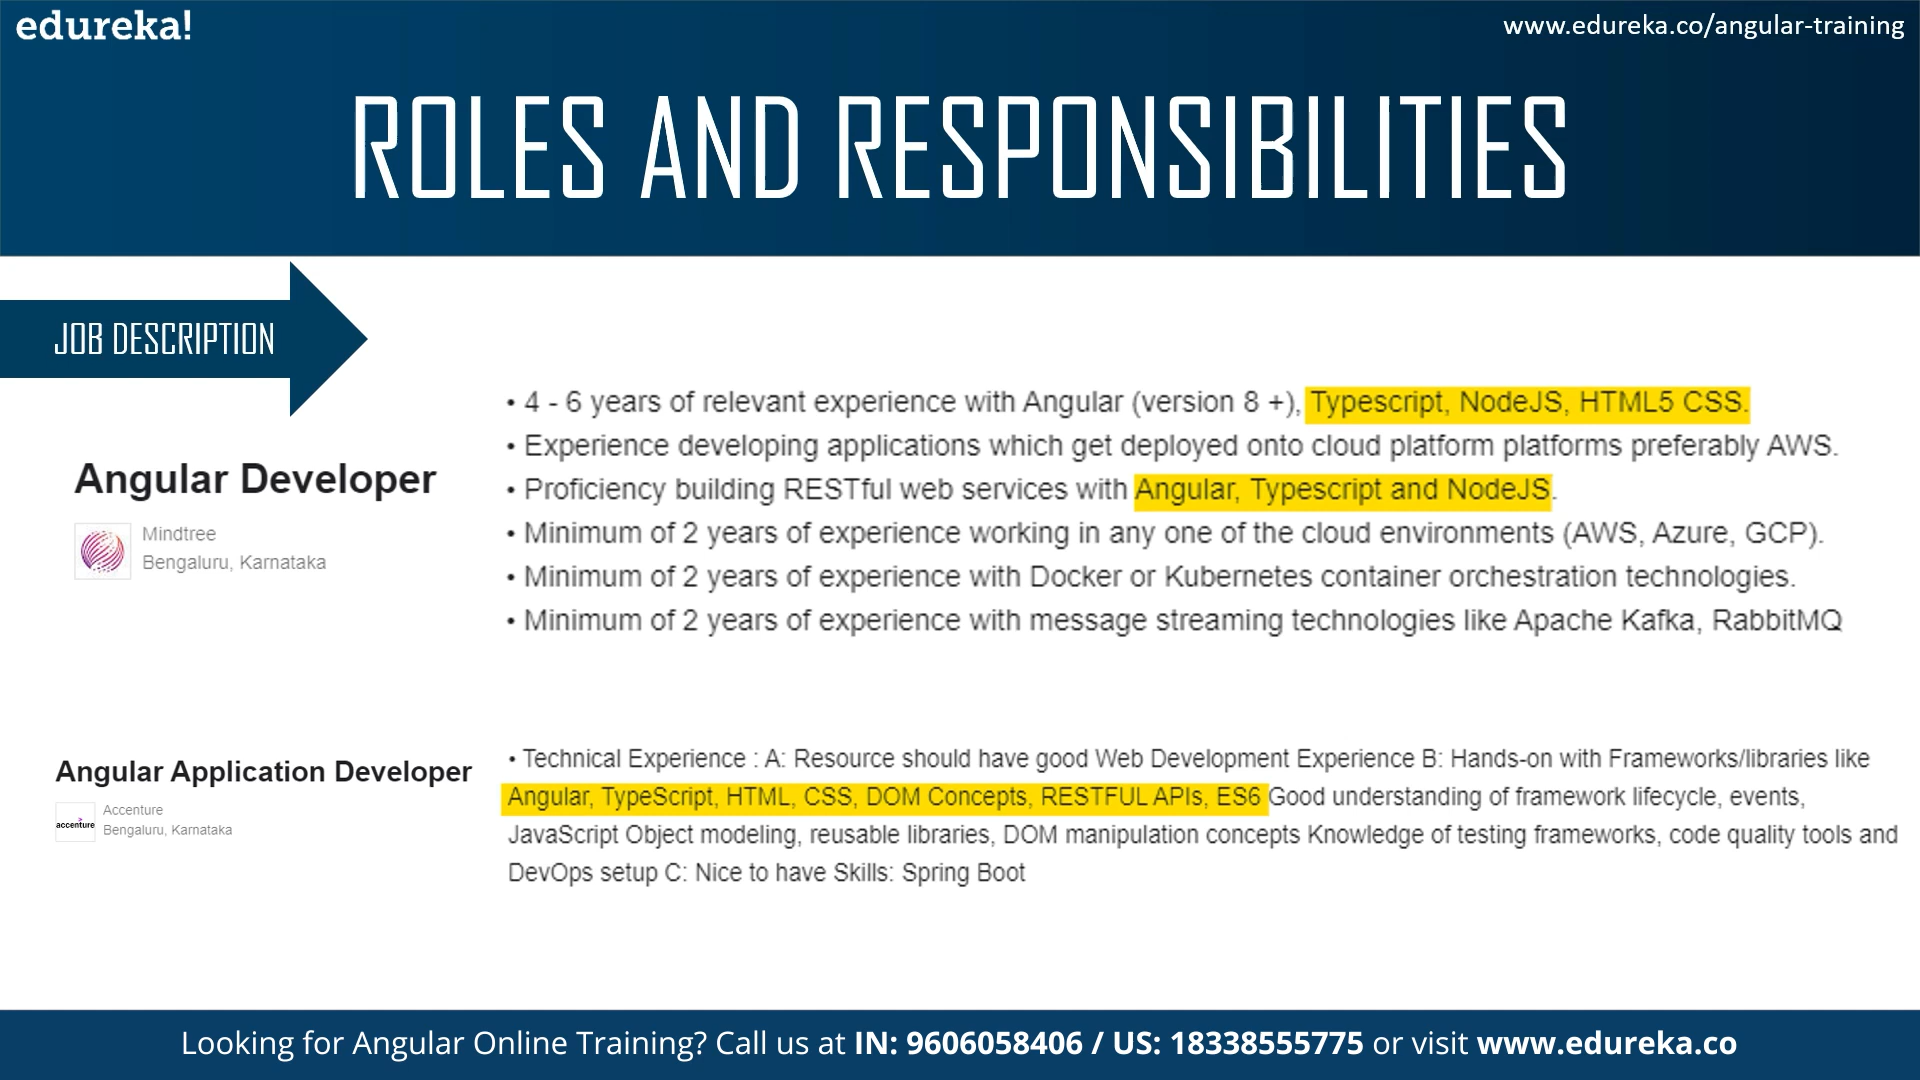 edureka!
www.edureka.co/angular-training
ROLES AND RESPONSIBILITIES
JOB DESCRIPTION
Angular Developer
Mindtree
Bengaluru, Karnataka
• 4 - 6 years of relevant experience with Angular (version 8 +), Typescript, NodeJS, HTML5 CSS.
• Experience developing applications which get deployed onto cloud platform platforms preferably AWS.
• Proficiency building RESTful web services with Angular, Typescript and NodeJS.
• Minimum of 2 years of experience working in any one of the cloud environments (AWS, Azure, GCP).
• Minimum of 2 years of experience with Docker or Kubernetes container orchestration technologies.
• Minimum of 2 years of experience with message streaming technologies like Apache Kafka, RabbitMQ
Angular Application Developer
accenture
Accenture
Bengaluru, Karnataka
• Technical Experience : A: Resource should have good Web Development Experience B: Hands-on with Frameworks/libraries like
Angular, TypeScript, HTML, CSS, DOM Concepts, RESTFUL APIs, ES6 Good understanding of framework lifecycle, events,
JavaScript Object modeling, reusable libraries, DOM manipulation concepts Knowledge of testing frameworks, code quality tools and
DevOps setup C: Nice to have Skills: Spring Boot
Looking for Angular Online Training? Call us at IN: 9606058406 / US: 18338555775 or visit www.edureka.co